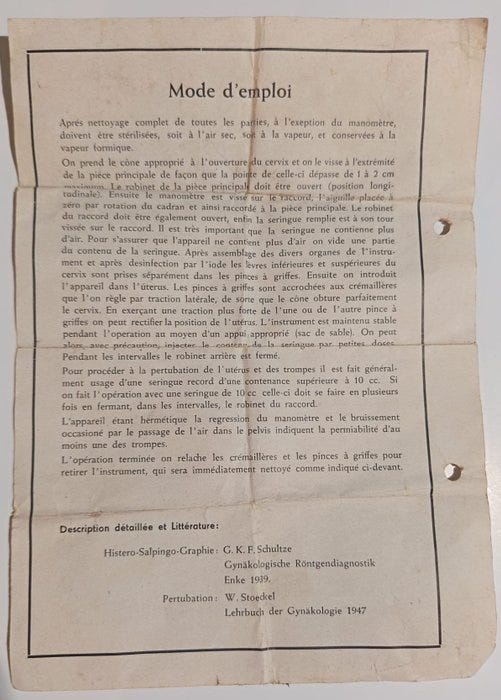 Mode d'emploi
Après nettoyage complet de toutes les parties, à l'exeption du manomètre,
doivent être stérilisées, soit à l'air sec, soit à la vapeur, et conservées à la
vapeur formique.
On prend le cône approprié à l'ouverture du cervix et on le visse à l'extrémité
de la pièce principale de façon que la pointe de celle-ci dépasse de 1 à 2 cm
maximum. Le robinet de la pièce principale doit être ouvert (position longi-
tudinale). Ensuite le manomètre est vissé sur le raccord, l'aiguille placée à
zéro par rotation du cadran et ainsi raccordé à la pièce principale. Le robinet
du raccord doit être également ouvert, enfin la seringue remplie est à son tour
vissée sur le raccord. Il est très important que la seringue ne contienne plus
d'air. Pour s'assurer que l'appareil ne contient plus d'air on vide une partie
du contenu de la seringue. Après assemblage des divers organes de l'instru-
ment et après desinfection par l'iode les lèvres inférieures et suspérieures du
cervix sont prises séparément dans les pinces à griffes. Ensuite on introduit
l'appareil dans l'úterus. Les pinces à griffes sont accrochées aux crémaillères
que l'on règle par traction latérale, de sorte que le cône obture parfaitement
le cervix. En exerçant une traction plus forte de l'une ou de l'autre pince à
griffes on peut rectifier la position de l'utérus. L'instrument est maintenu stable
pendant l'operation au moyen d'un appui approprié (sac de sable). On peut
alors, avec précaution, injecter le contenu de la seringue par petites doses.
Pendant les intervalles le robinet arrière est fermé.
Pour procéder à la pertubation de l'utérus et des trompes il est fait général-
ment usage d'une seringue record d'une contenance supérieure à 10 cc. Si
on fait l'opération avec une seringue de 10 cc celle-ci doit se faire en plusieurs
fois en fermant, dans les intervalles, le robinet du raccord.
L'appareil étant hermétique la regression du manomètre et le bruissement
occasioné par le passage de l'air dans le pelvis indiquent la permiabilité d'au
moins une des trompes.
L'opération terminée on relache les crémaillères et les pinces à griffes pour
retirer l'instrument, qui sera immédiatement nettoyé comme indiqué ci-devant.
Description détaillée et Littérature:
Histero-Salpingo-Graphie: G. K. F. Schultze
Gynäkologische Röntgendiagnostik
Enke 1939.
Pertubation: W. Stoeckel
Lehrbuch der Gynäkologie 1947